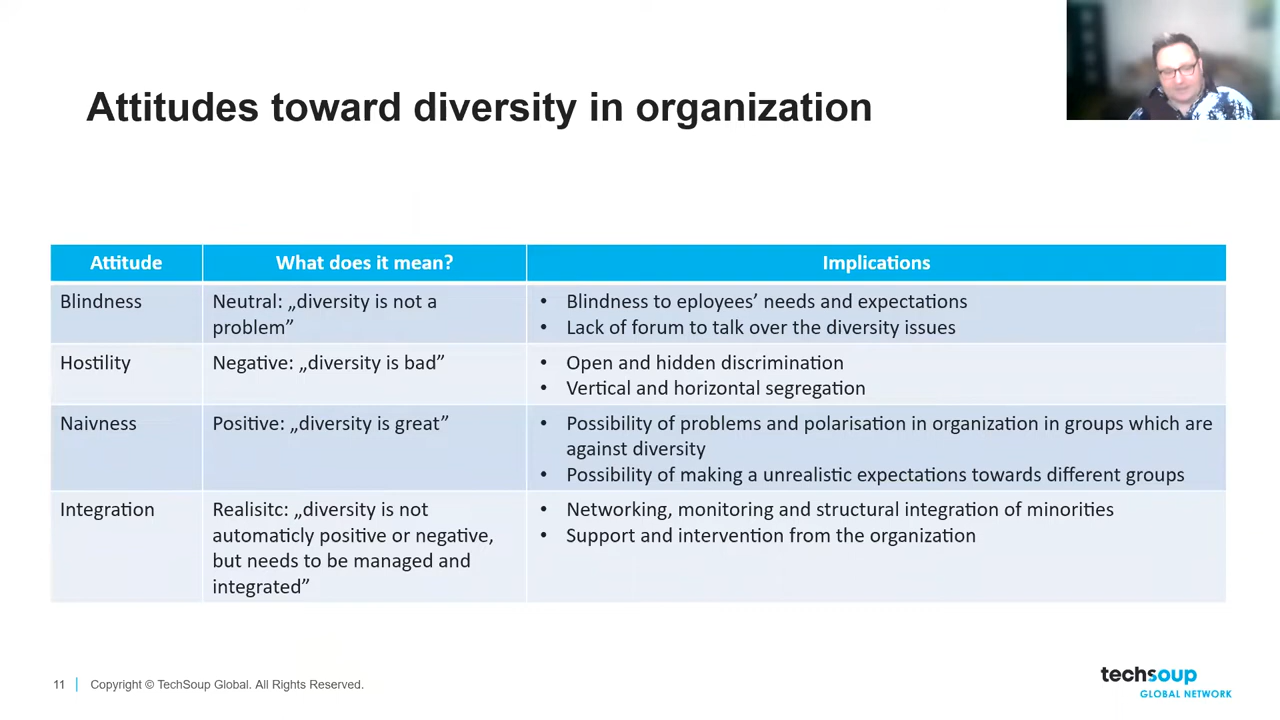 Attitudes toward diversity in organization
Attitude What does it mean? Implications
Blindness
Neutral: „diversity is not a
problem”
• Blindness to eployees’ needs and expectations
• Lack of forum to talk over the diversity issues
Hostility
Negative: „diversity is bad”
• Open and hidden discrimination
• Vertical and horizontal segregation
Naivness
Positive: „diversity is great”
• Possibility of problems and polarisation in organization in groups which are
against diversity
• Possibility of making a unrealistic expectations towards different groups
Integration
Realisitc: „diversity is not
automaticly positive or negative,
but needs to be managed and
integrated”
• Networking, monitoring and structural integration of minorities
• Support and intervention from the organization
11 Copyright © TechSoup Global. All Rights Reserved.
techsoup
GLOBAL NETWORK